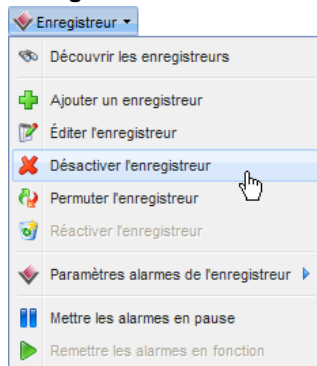 Enregistreur
Découvrir les enregistreurs
Ajouter un enregistreur
Éditer l'enregistreur
Désactiver l'enregistreur
Permuter l'enregistreur
Réactiver l'enregistreur
Paramètres alarmes de l'enregistreur
Mettre les alarmes en pause
Remettre les alarmes en fonction